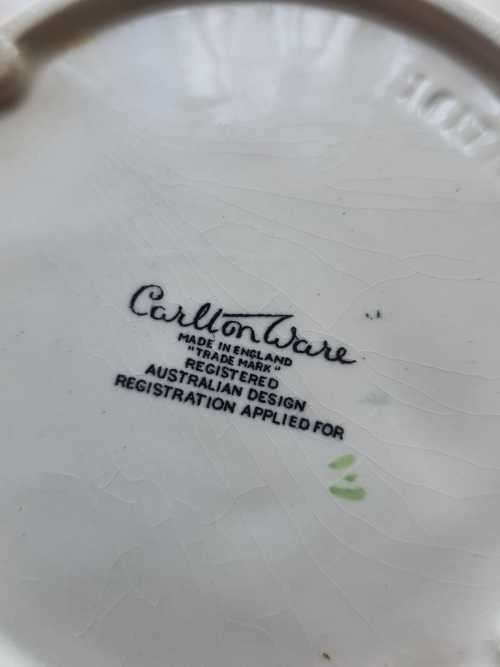 Carlton Ware
MADE IN ENGLAND
"TRADE MARK"
REGISTERED
AUSTRALIAN DESIGN
REGISTRATION APPLIED FOR